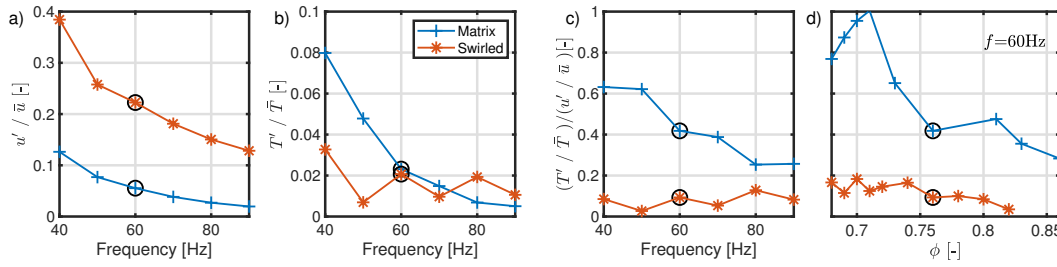 a)
u′ / ū [-]
0.4
0.3
0.2
0.1
0
40 60 80
Frequency [Hz]
b)
T′ / T̄ [-]
0.1
0.08
0.06
0.04
0.02
0
40 60 80
Frequency [Hz]
Matrix
Swirled
c)
(T′ / T̄)/(u′ / ū)[-]
1
0.8
0.6
0.4
0.2
0
40 60 80
Frequency [Hz]
d)
f=60Hz
0.7 0.75 0.8 0.85
ϕ [-]